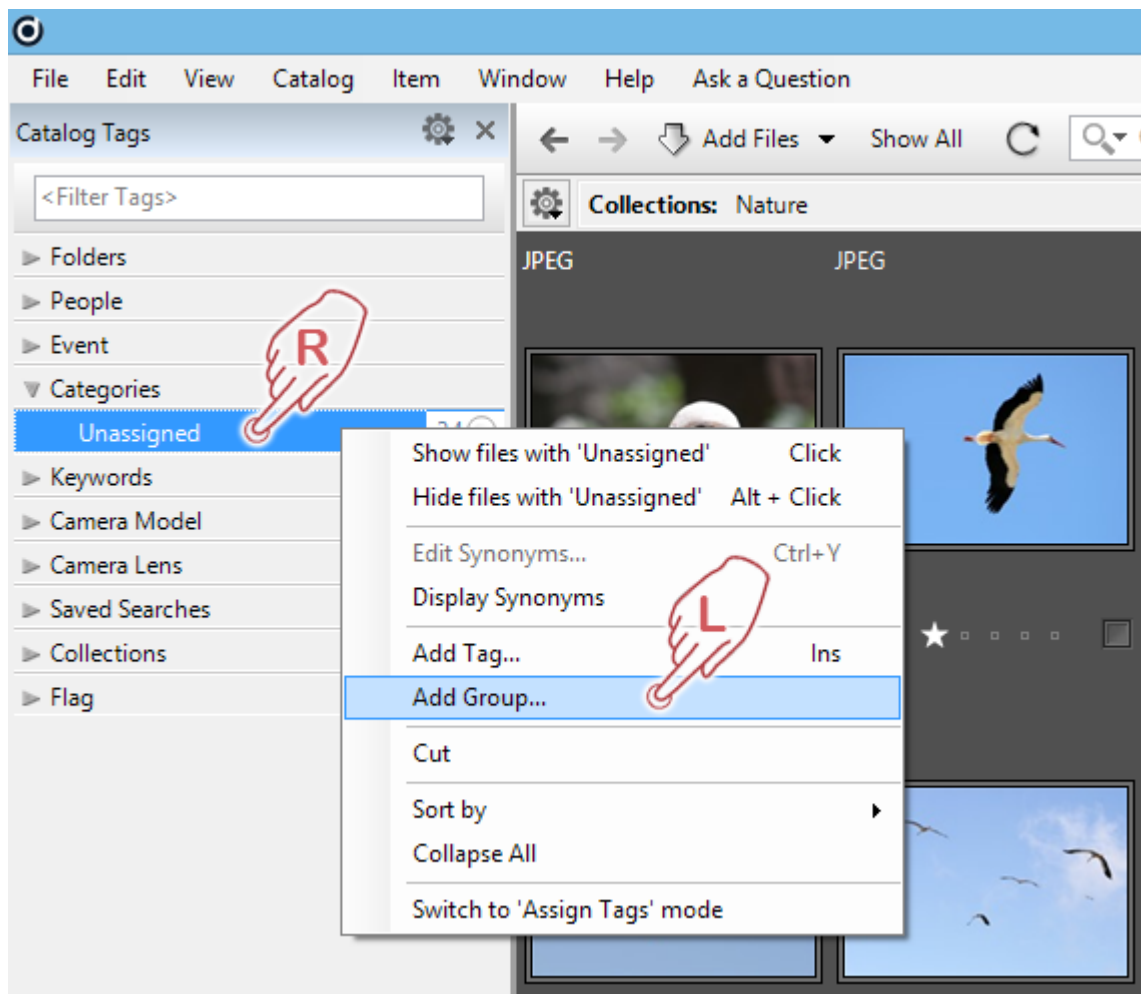 File Edit View Catalog Item Window Help Ask a Question
Catalog Tags
Add Files Show All
<Filter Tags>
Collections: Nature
Folders
People
Event
Categories
Unassigned
Keywords
Camera Model
Camera Lens
Saved Searches
Collections
Flag
R
JPEG JPEG
Show files with 'Unassigned' Click
Hide files with 'Unassigned' Alt + Click
Edit Synonyms... Ctrl+Y
Display Synonyms
L
Add Tag... Ins
Add Group...
Cut
Sort by
Collapse All
Switch to 'Assign Tags' mode